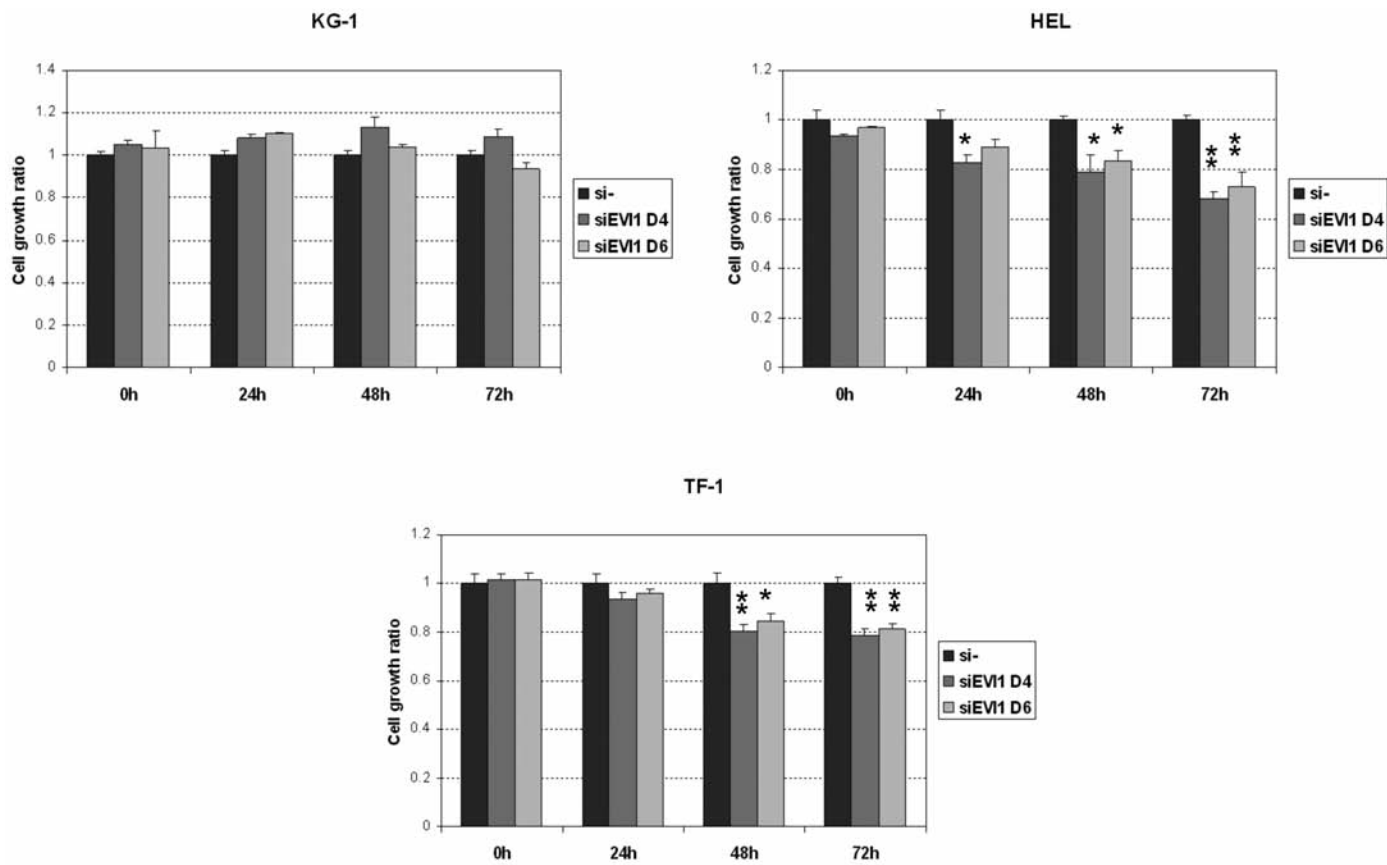 KG-1
Cell growth ratio
1.4
1.2
1
0.8
0.6
0.4
0.2
0
0h 24h 48h 72h
si-
siEVI1 D4
siEVI1 D6
HEL
Cell growth ratio
1.2
1
0.8
0.6
0.4
0.2
0
* * * ** **
0h 24h 48h 72h
si-
siEVI1 D4
siEVI1 D6
TF-1
Cell growth ratio
1.2
1
0.8
0.6
0.4
0.2
0
** * ** **
0h 24h 48h 72h
si-
siEVI1 D4
siEVI1 D6